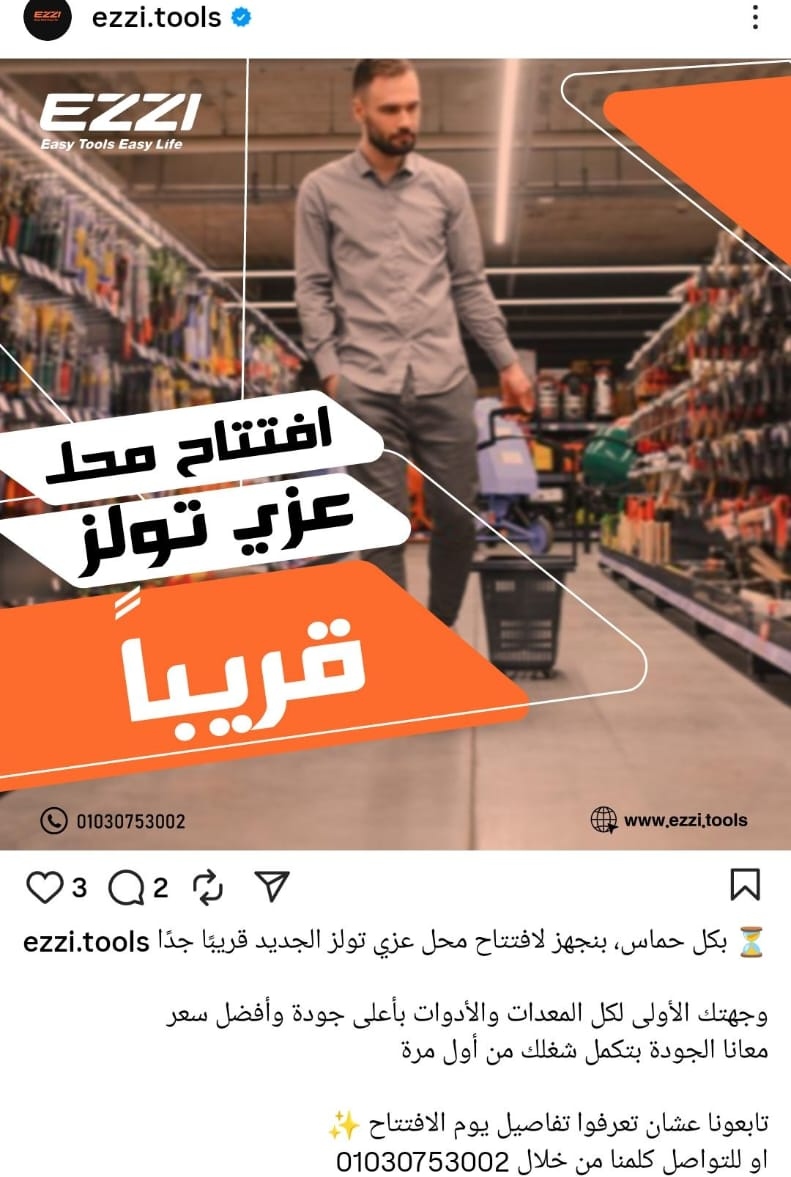 ezzi.tools
EZZI
Easy Tools Easy Life
افتتاح محل
عزي تولز
قريباً
01030753002
www.ezzi.tools
3
2
ezzi.tools بكل حماس، بنجهز لافتتاح محل عزي تولز الجديد قريبًا جدًا ⏳
وجهتك الأولى لكل المعدات والأدوات بأعلى جودة وأفضل سعر
معانا الجودة بتكمل شغلك من أول مرة
تابعونا عشان تعرفوا تفاصيل يوم الافتتاح ✨
او للتواصل كلمنا من خلال 01030753002